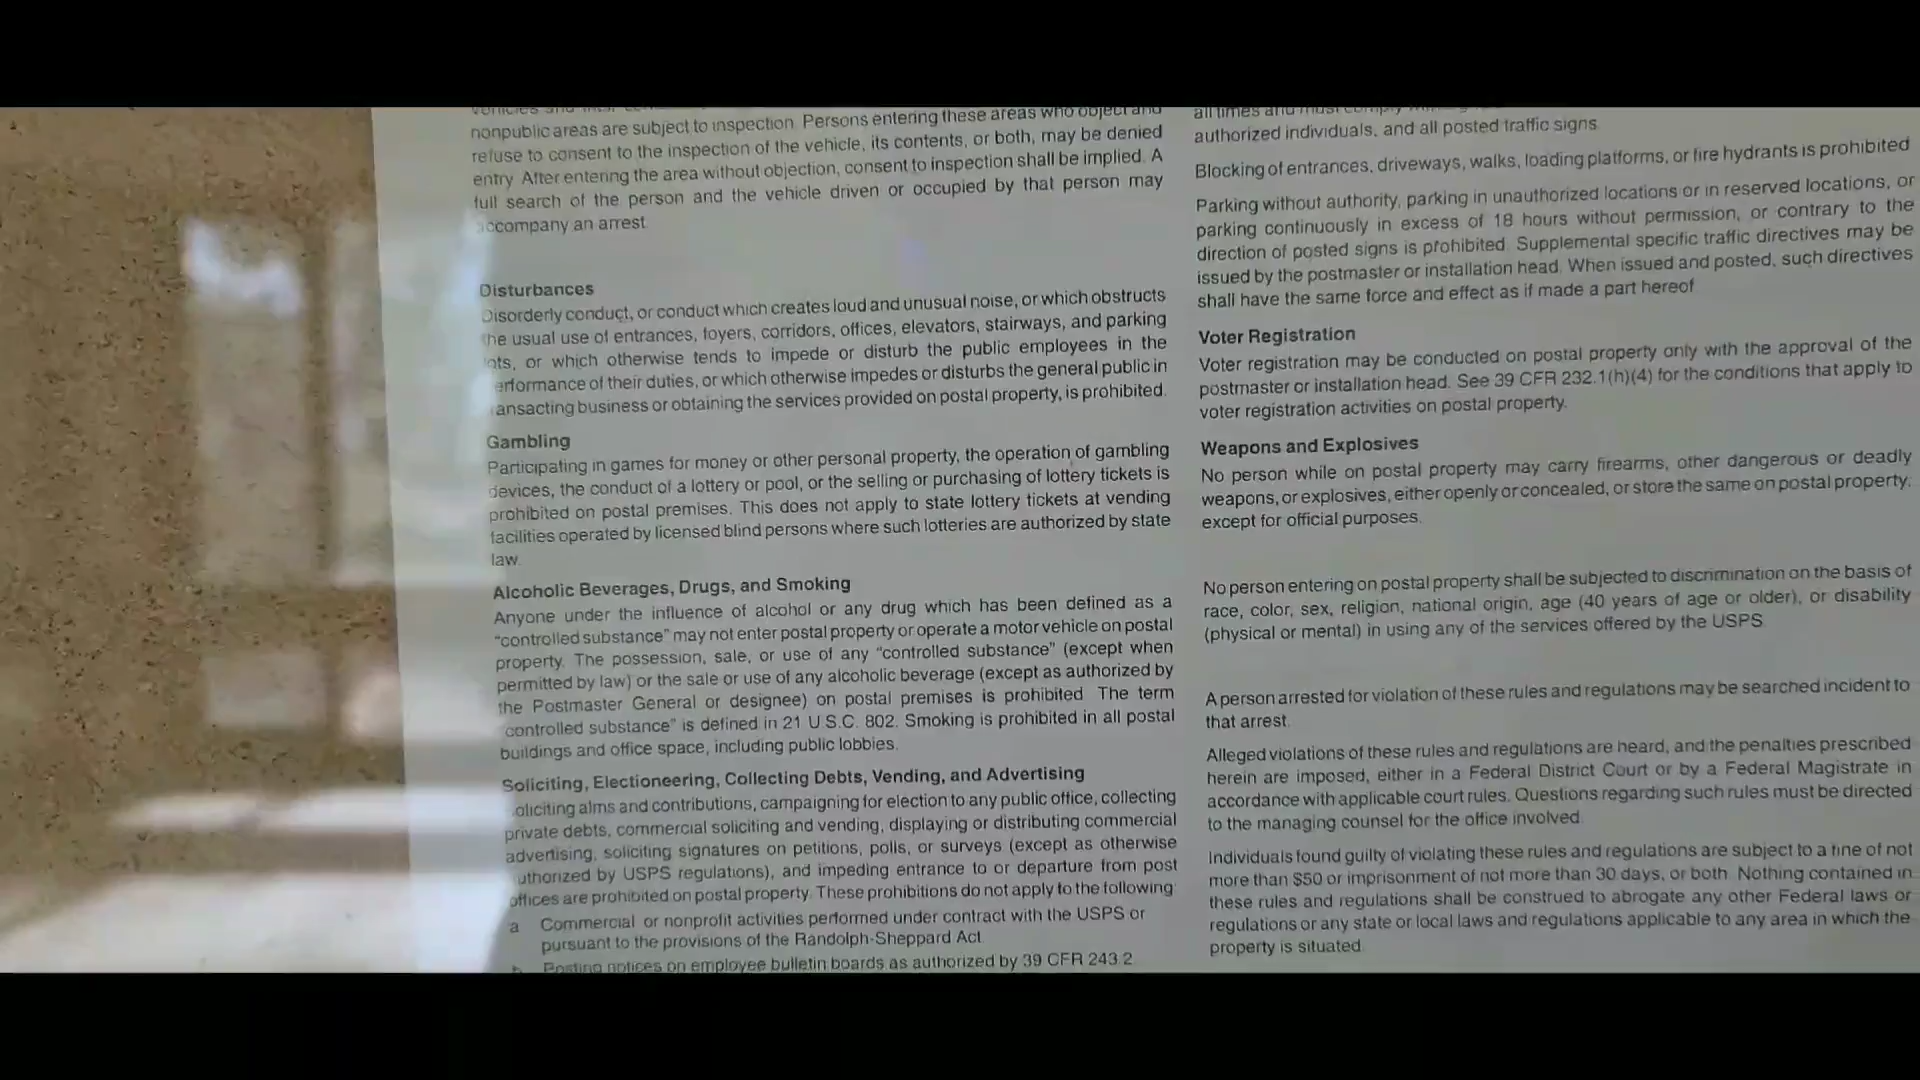 nonpublic areas are subject to inspection. Persons entering these areas who object and
refuse to consent to the inspection of the vehicle, its contents, or both, may be denied
entry. After entering the area without objection, consent to inspection shall be implied. A
full search of the person and the vehicle driven or occupied by that person may
accompany an arrest.
Disturbances
Disorderly conduct, or conduct which creates loud and unusual noise, or which obstructs
the usual use of entrances, foyers, corridors, offices, elevators, stairways, and parking
lots, or which otherwise tends to impede or disturb the public employees in the
performance of their duties, or which otherwise impedes or disturbs the general public in
transacting business or obtaining the services provided on postal property, is prohibited.
Gambling
Participating in games for money or other personal property, the operation of gambling
devices, the conduct of a lottery or pool, or the selling or purchasing of lottery tickets is
prohibited on postal premises. This does not apply to state lottery tickets at vending
facilities operated by licensed blind persons where such lotteries are authorized by state
law.
Alcoholic Beverages, Drugs, and Smoking
Anyone under the influence of alcohol or any drug which has been defined as a
“controlled substance” may not enter postal property or operate a motor vehicle on postal
property. The possession, sale, or use of any “controlled substance” (except when
permitted by law) or the sale or use of any alcoholic beverage (except as authorized by
the Postmaster General or designee) on postal premises is prohibited. The term
“controlled substance” is defined in 21 U.S.C. 802. Smoking is prohibited in all postal
buildings and office space, including public lobbies.
Soliciting, Electioneering, Collecting Debts, Vending, and Advertising
Soliciting alms and contributions, campaigning for election to any public office, collecting
private debts, commercial soliciting and vending, displaying or distributing commercial
advertising, soliciting signatures on petitions, polls, or surveys (except as otherwise
authorized by USPS regulations), and impeding entrance to or departure from post
offices are prohibited on postal property. These prohibitions do not apply to the following:
a Commercial or nonprofit activities performed under contract with the USPS or
pursuant to the provisions of the Randolph-Sheppard Act.
Posting notices on employee bulletin boards as authorized by 39 CFR 243.2
all times and must comply
authorized individuals, and all posted traffic signs.
Blocking of entrances, driveways, walks, loading platforms, or fire hydrants is prohibited
Parking without authority, parking in unauthorized locations or in reserved locations, or
parking continuously in excess of 18 hours without permission, or contrary to the
direction of posted signs is prohibited. Supplemental specific traffic directives may be
issued by the postmaster or installation head. When issued and posted, such directives
shall have the same force and effect as if made a part hereof
Voter Registration
Voter registration may be conducted on postal property only with the approval of the
postmaster or installation head. See 39 CFR 232.1(h)(4) for the conditions that apply to
voter registration activities on postal property.
Weapons and Explosives
No person while on postal property may carry firearms, other dangerous or deadly
weapons, or explosives, either openly or concealed, or store the same on postal property,
except for official purposes.
No person entering on postal property shall be subjected to discrimination on the basis of
race, color, sex, religion, national origin, age (40 years of age or older), or disability
(physical or mental) in using any of the services offered by the USPS
A person arrested for violation of these rules and regulations may be searched incident to
that arrest.
Alleged violations of these rules and regulations are heard, and the penalties prescribed
herein are imposed, either in a Federal District Court or by a Federal Magistrate in
accordance with applicable court rules. Questions regarding such rules must be directed
to the managing counsel for the office involved.
Individuals found guilty of violating these rules and regulations are subject to a fine of not
more than $50 or imprisonment of not more than 30 days, or both. Nothing contained in
these rules and regulations shall be construed to abrogate any other Federal laws or
regulations or any state or local laws and regulations applicable to any area in which the
property is situated.